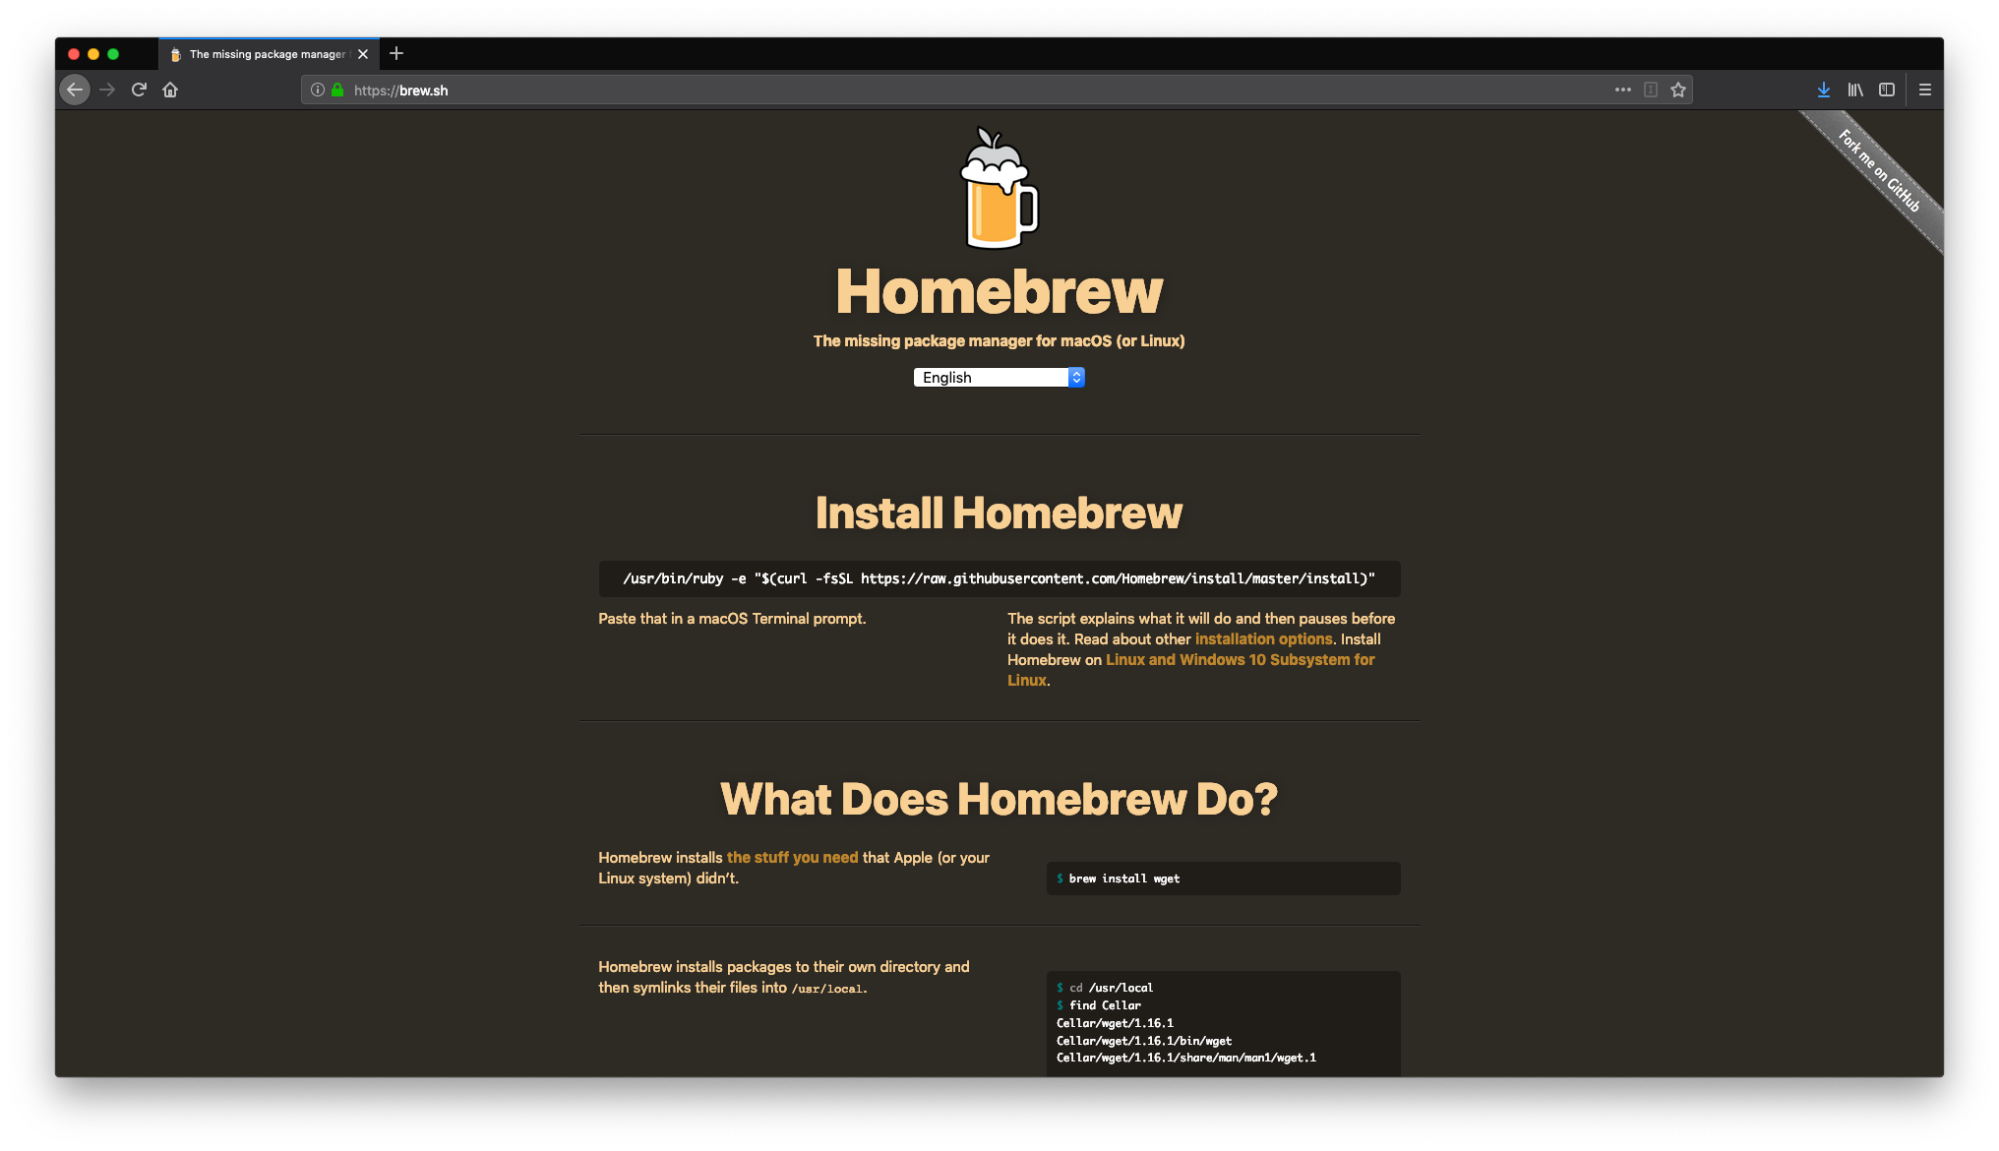 The missing package manager
https://brew.sh
Fork me on GitHub
Homebrew
The missing package manager for macOS (or Linux)
English
Install Homebrew
/usr/bin/ruby -e "$(curl -fsSL https://raw.githubusercontent.com/Homebrew/install/master/install)"
Paste that in a macOS Terminal prompt.
The script explains what it will do and then pauses before
it does it. Read about other installation options. Install
Homebrew on Linux and Windows 10 Subsystem for
Linux.
What Does Homebrew Do?
Homebrew installs the stuff you need that Apple (or your
Linux system) didn’t.
$ brew install wget
Homebrew installs packages to their own directory and
then symlinks their files into /usr/local.
$ cd /usr/local
$ find Cellar
Cellar/wget/1.16.1
Cellar/wget/1.16.1/bin/wget
Cellar/wget/1.16.1/share/man/man1/wget.1